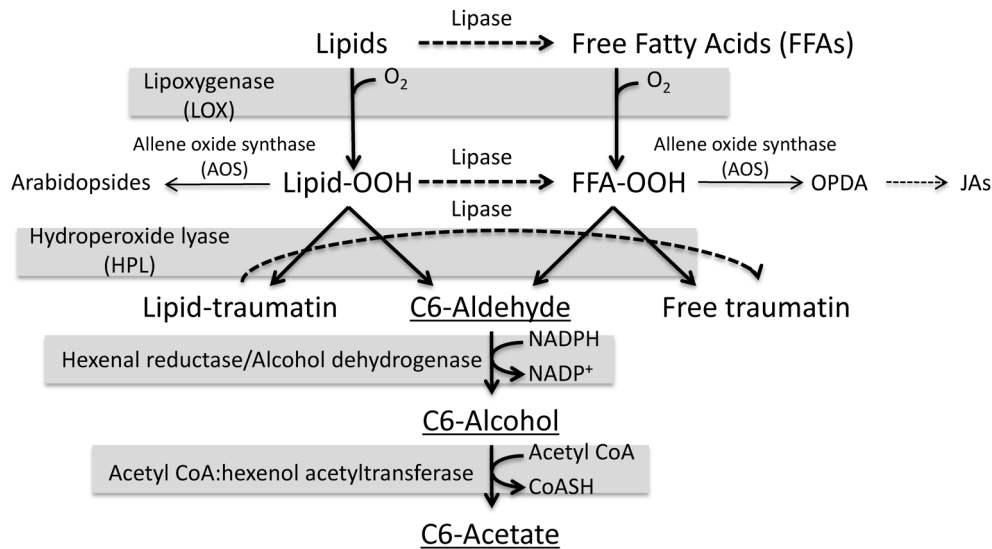 Lipase
Lipids
Free Fatty Acids (FFAs)
Lipoxygenase
(LOX)
O2
O2
Allene oxide synthase
(AOS)
Lipase
Allene oxide synthase
(AOS)
Arabidopsides
Lipid-OOH
FFA-OOH
OPDA
JAs
Lipase
Hydroperoxide lyase
(HPL)
Lipid-traumatin
C6-Aldehyde
Free traumatin
Hexenal reductase/Alcohol dehydrogenase
NADPH
NADP+
C6-Alcohol
Acetyl CoA:hexenol acetyltransferase
Acetyl CoA
CoASH
C6-Acetate